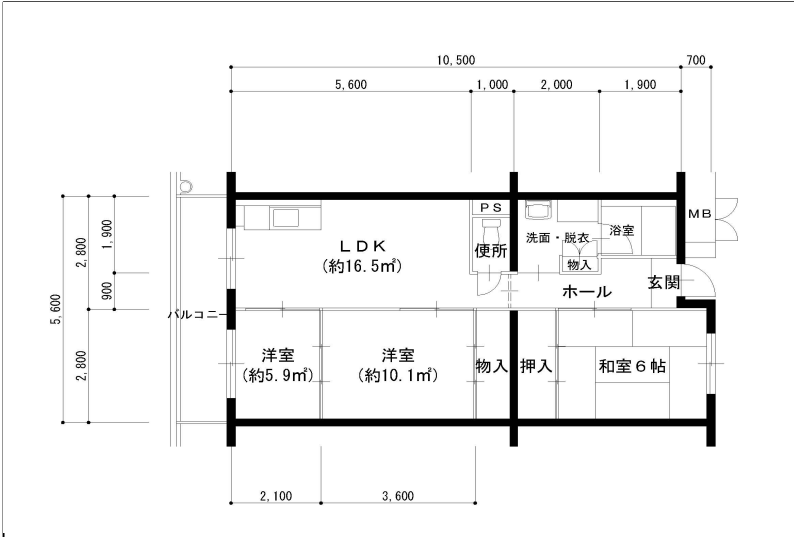 10,500
700
5,600
1,000
2,000
1,900
PS
MB
LDK
(約16.5㎡)
便所
洗面・脱衣
浴室
物入
ホール
玄関
5,600
2,800
1,900
900
2,800
バルコニー
洋室
(約5.9㎡)
洋室
(約10.1㎡)
物入
押入
和室6帖
2,100
3,600